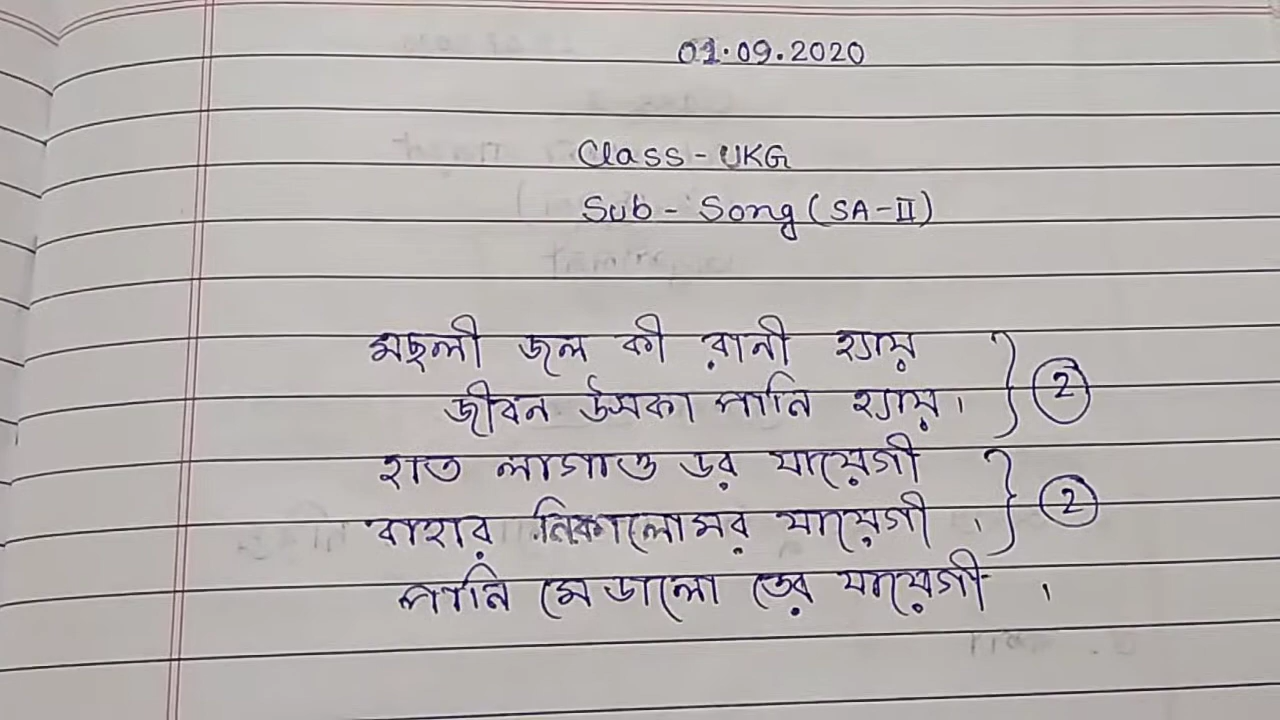 01.09.2020
Class - UKG
Sub - Song (SA-II)
মছলী জল কী রানী হ্যায়
জীবন উসকা পানি হ্যায়।
হাত লাগাও ডর যায়েগী
বাহার নিকালো মর যায়েগী ।
পানি মে ডালো তের যায়েগী ।
2
2